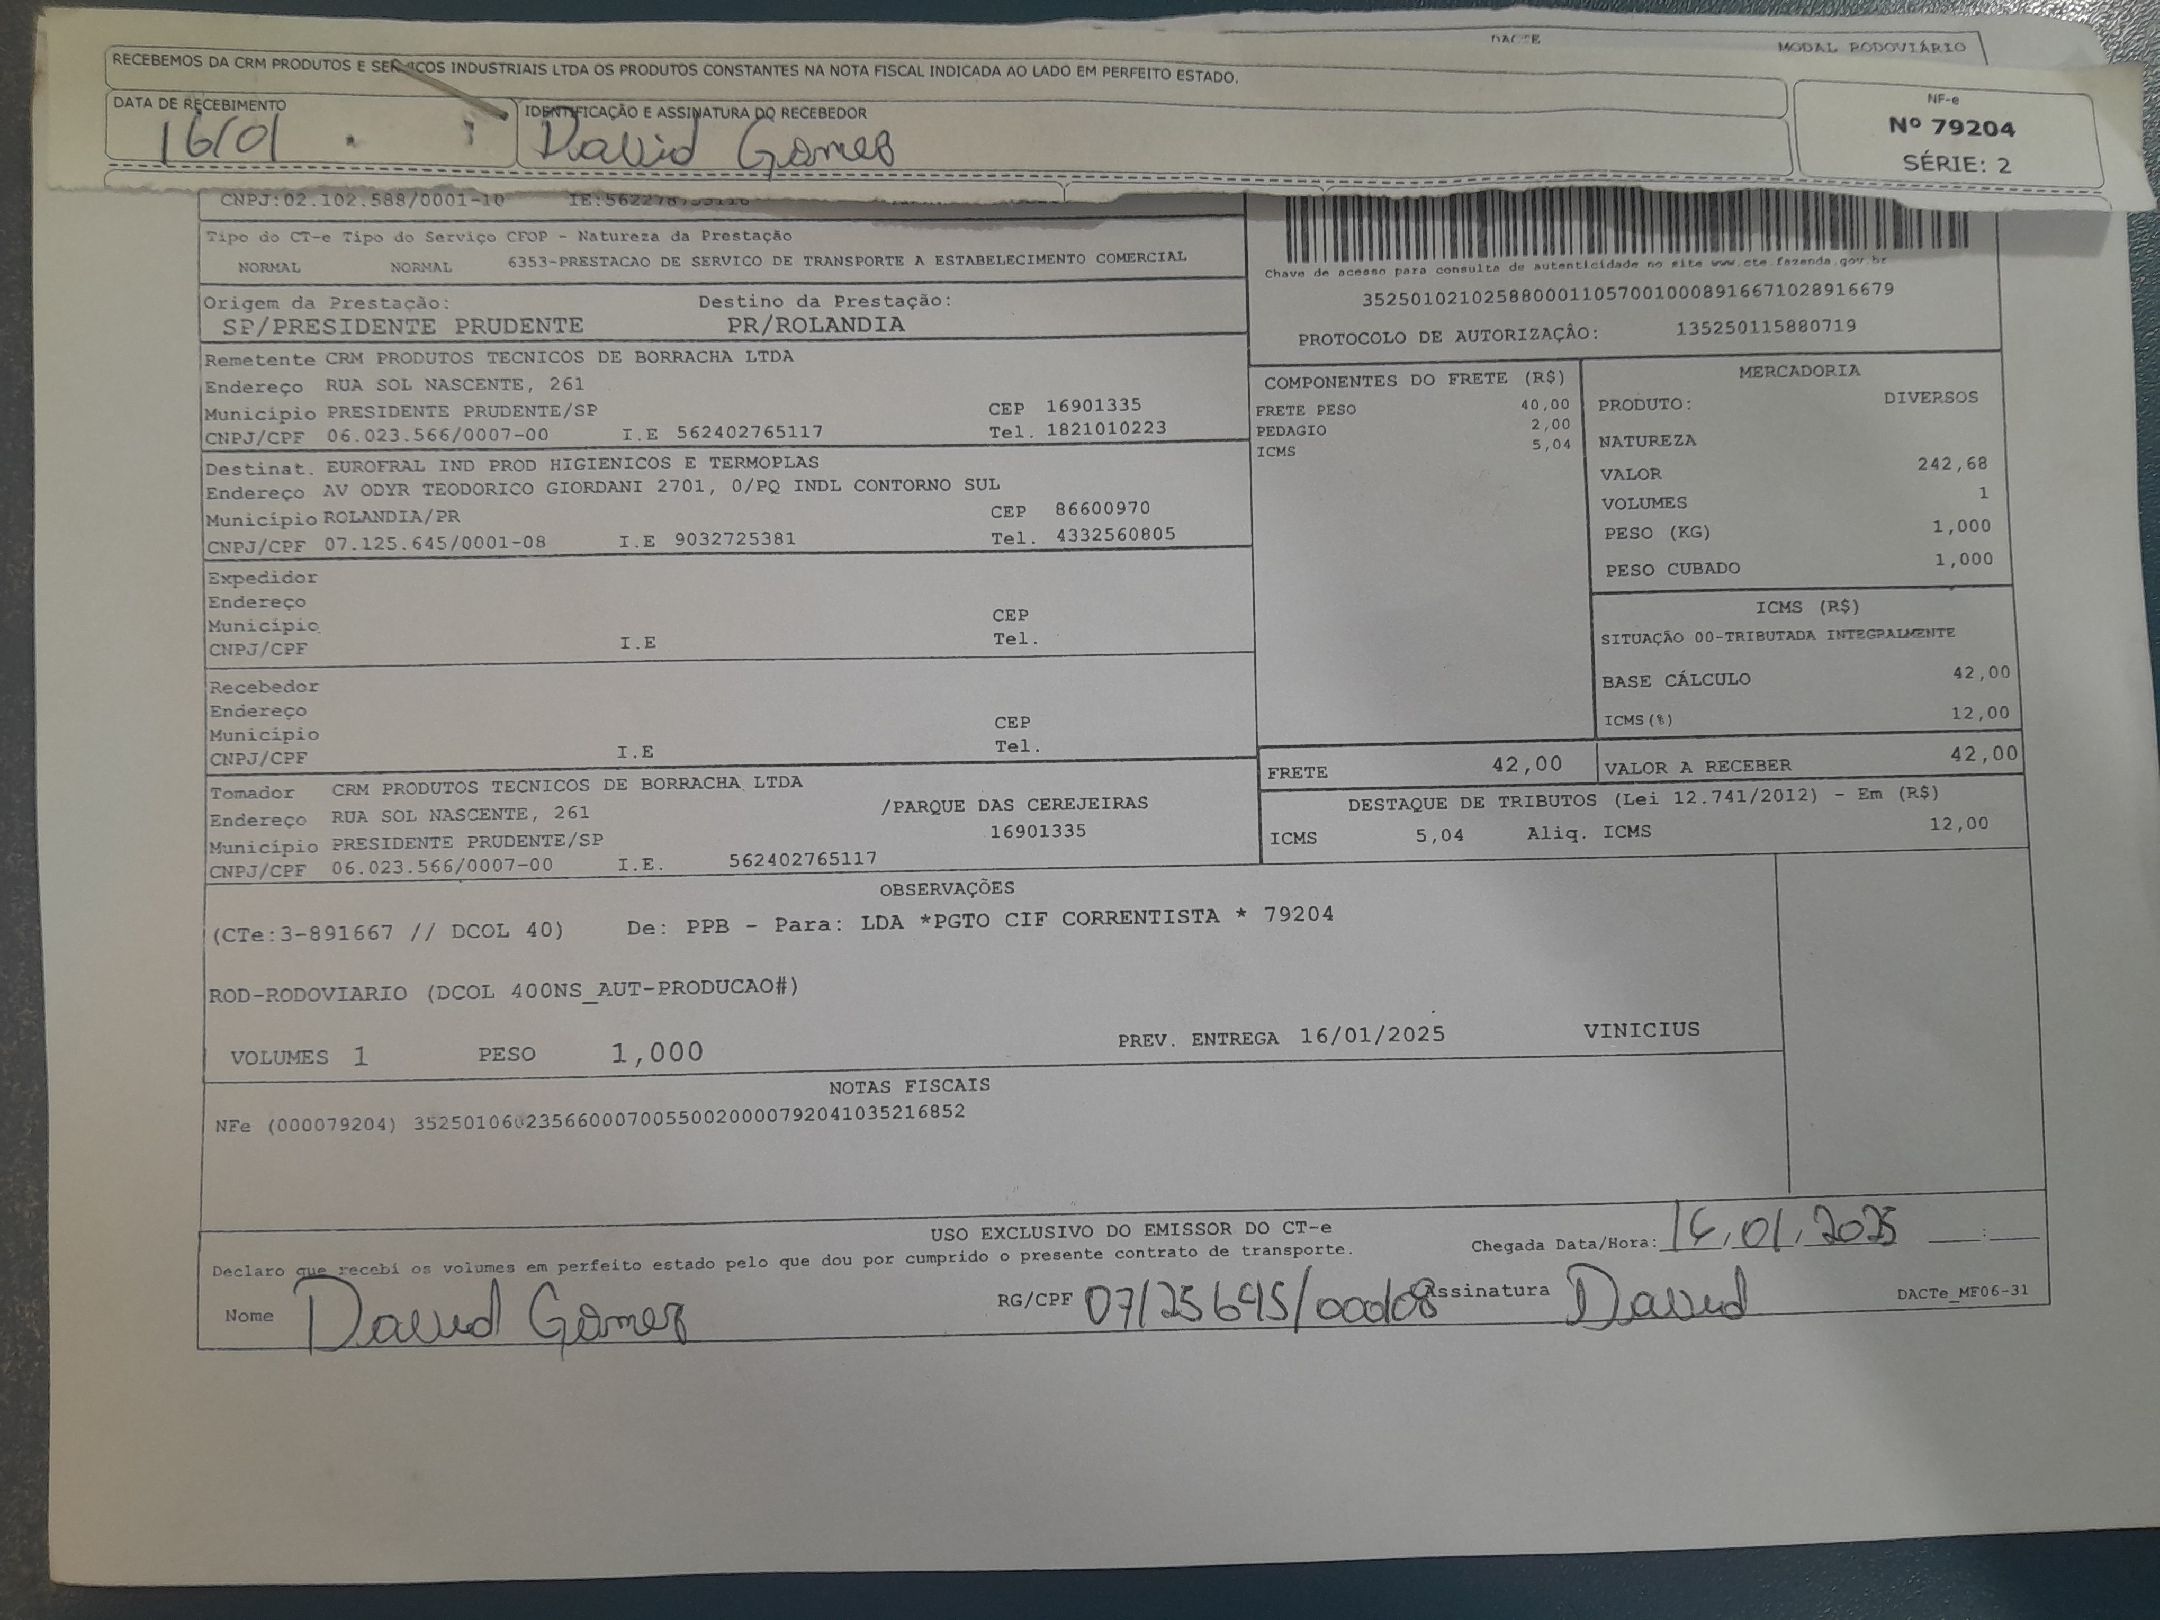 DACTE
MODAL RODOVIÁRIO
RECEBEMOS DA CRM PRODUTOS E SERVIÇOS INDUSTRIAIS LTDA OS PRODUTOS CONSTANTES NA NOTA FISCAL INDICADA AO LADO EM PERFEITO ESTADO.
DATA DE RECEBIMENTO
16/01
IDENTIFICAÇÃO E ASSINATURA DO RECEBEDOR
David Gomes
NF-e
Nº 79204
SÉRIE: 2
CNPJ:02.102.588/0001-10 IE:
Tipo do CT-e Tipo do Serviço CFOP - Natureza da Prestação
NORMAL NORMAL 6353-PRESTACAO DE SERVICO DE TRANSPORTE A ESTABELECIMENTO COMERCIAL
Chave de acesso para consulta de autenticidade no site www.cte.fazenda.gov.br
35250102102588000110570010008916671028916679
PROTOCOLO DE AUTORIZAÇÃO: 135250115880719
Origem da Prestação: Destino da Prestação:
SP/PRESIDENTE PRUDENTE PR/ROLANDIA
Remetente CRM PRODUTOS TECNICOS DE BORRACHA LTDA
Endereço RUA SOL NASCENTE, 261
Município PRESIDENTE PRUDENTE/SP CEP 16901335
CNPJ/CPF 06.023.566/0007-00 I.E 562402765117 Tel. 1821010223
Destinat. EUROFRAL IND PROD HIGIENICOS E TERMOPLAS
Endereço AV ODYR TEODORICO GIORDANI 2701, 0/PQ INDL CONTORNO SUL
Município ROLANDIA/PR CEP 86600970
CNPJ/CPF 07.125.645/0001-08 I.E 9032725381 Tel. 4332560805
Expedidor
Endereço
Município CEP
CNPJ/CPF I.E Tel.
Recebedor
Endereço
Município CEP
CNPJ/CPF I.E Tel.
Tomador CRM PRODUTOS TECNICOS DE BORRACHA LTDA
Endereço RUA SOL NASCENTE, 261 /PARQUE DAS CEREJEIRAS
Município PRESIDENTE PRUDENTE/SP 16901335
CNPJ/CPF 06.023.566/0007-00 I.E. 562402765117
COMPONENTES DO FRETE (R$)
FRETE PESO 40,00
PEDAGIO 2,00
ICMS 5,04
MERCADORIA
PRODUTO: DIVERSOS
NATUREZA
VALOR 242,68
VOLUMES 1
PESO (KG) 1,000
PESO CUBADO 1,000
ICMS (R$)
SITUAÇÃO 00-TRIBUTADA INTEGRALMENTE
BASE CÁLCULO 42,00
ICMS(%) 12,00
FRETE 42,00 VALOR A RECEBER 42,00
DESTAQUE DE TRIBUTOS (Lei 12.741/2012) - Em (R$)
ICMS 5,04 Aliq. ICMS 12,00
OBSERVAÇÕES
(CTe:3-891667 // DCOL 40) De: PPB - Para: LDA *PGTO CIF CORRENTISTA * 79204
ROD-RODOVIARIO (DCOL 400NS_AUT-PRODUCAO#)
VOLUMES 1 PESO 1,000 PREV. ENTREGA 16/01/2025 VINICIUS
NOTAS FISCAIS
NFe (000079204) 35250106023566000700550020000792041035216852
USO EXCLUSIVO DO EMISSOR DO CT-e
Declaro que recebi os volumes em perfeito estado pelo que dou por cumprido o presente contrato de transporte.
Chegada Data/Hora: 16,01,2025 __:__
Nome David Gomes RG/CPF 07125645/000108 Assinatura David
DACTe_MF06-31